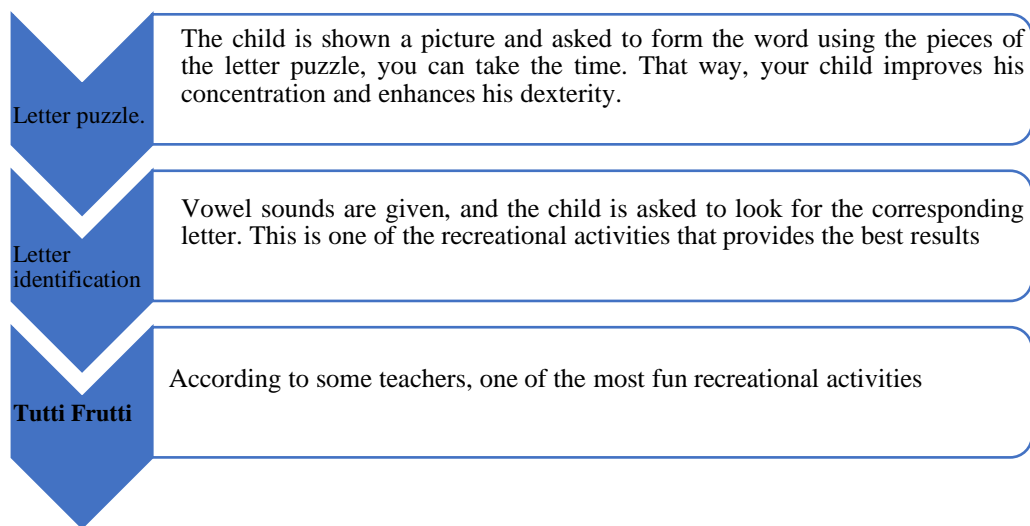 Letter puzzle.
The child is shown a picture and asked to form the word using the pieces of
the letter puzzle, you can take the time. That way, your child improves his
concentration and enhances his dexterity.
Letter
identification
Vowel sounds are given, and the child is asked to look for the corresponding
letter. This is one of the recreational activities that provides the best results
Tutti Frutti
According to some teachers, one of the most fun recreational activities